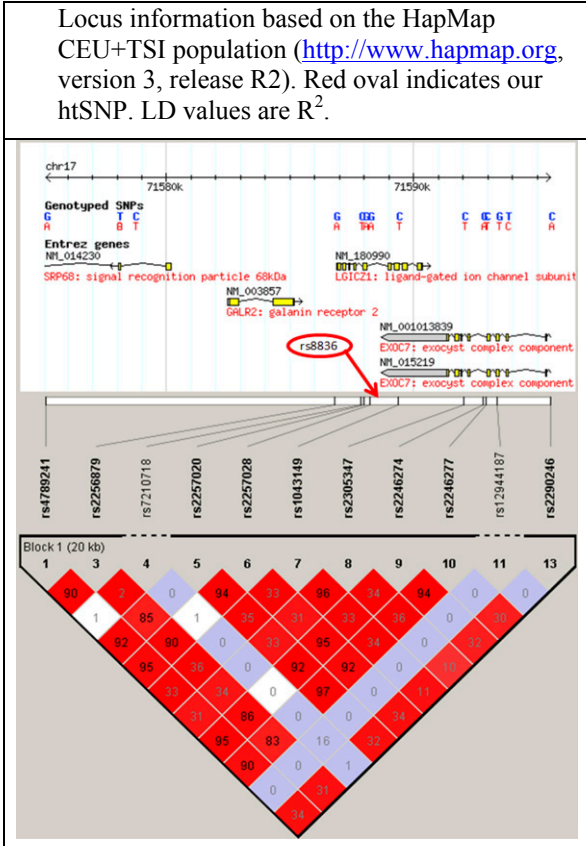 Locus information based on the HapMap
CEU+TSI population (http://www.hapmap.org,
version 3, release R2). Red oval indicates our
htSNP. LD values are R2.
chr17
71580k 71590k
Genotyped SNPs
G T C G C C G T C
A T A T T T C A
Entrez genes
NM_014230 NM_180990
SRP68: signal recognition particle 68kDa LGICZ1: ligand-gated ion channel subunit
NM_003857
GALR2: galanin receptor 2
NM_001013839
rs8836
EXOC7: exocyst complex component
NM_015219
EXOC7: exocyst complex component
rs4789241 rs2256879 rs7210718 rs2257020 rs2257028 rs1043149 rs2305347 rs2246274 rs2246277 rs12944187 rs2290246
Block 1 (20 kb)
1 3 4 5 6 7 8 9 10 11 13
90 2 0 94 33 96 34 94 0 0
1 85 1 35 31 33 36 0 30
92 90 0 33 95 34 0 32
95 36 0 92 92 0 10
33 34 0 97 0 11
31 86 0 0 34
95 83 16 32
90 0 1
0 31
34